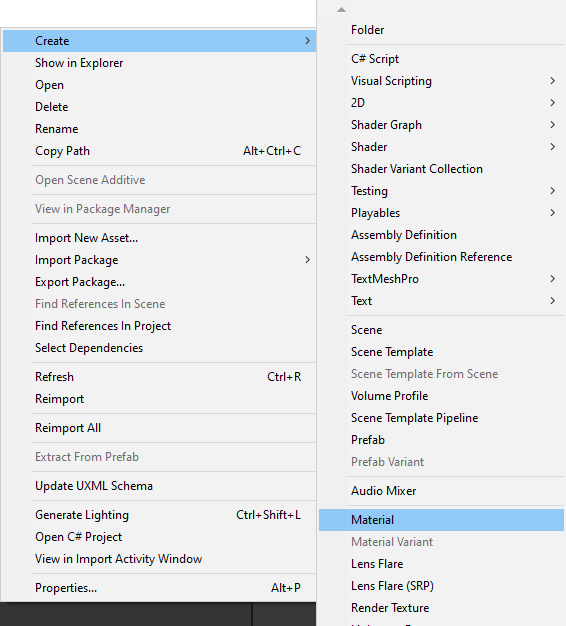 Create
Show in Explorer
Open
Delete
Rename
Copy Path Alt+Ctrl+C
Open Scene Additive
View in Package Manager
Import New Asset...
Import Package
Export Package...
Find References In Scene
Find References In Project
Select Dependencies
Refresh Ctrl+R
Reimport
Reimport All
Extract From Prefab
Update UXML Schema
Generate Lighting Ctrl+Shift+L
Open C# Project
View in Import Activity Window
Properties... Alt+P
Folder
C# Script
Visual Scripting
2D
Shader Graph
Shader
Shader Variant Collection
Testing
Playables
Assembly Definition
Assembly Definition Reference
TextMeshPro
Text
Scene
Scene Template
Scene Template From Scene
Volume Profile
Scene Template Pipeline
Prefab
Prefab Variant
Audio Mixer
Material
Material Variant
Lens Flare
Lens Flare (SRP)
Render Texture